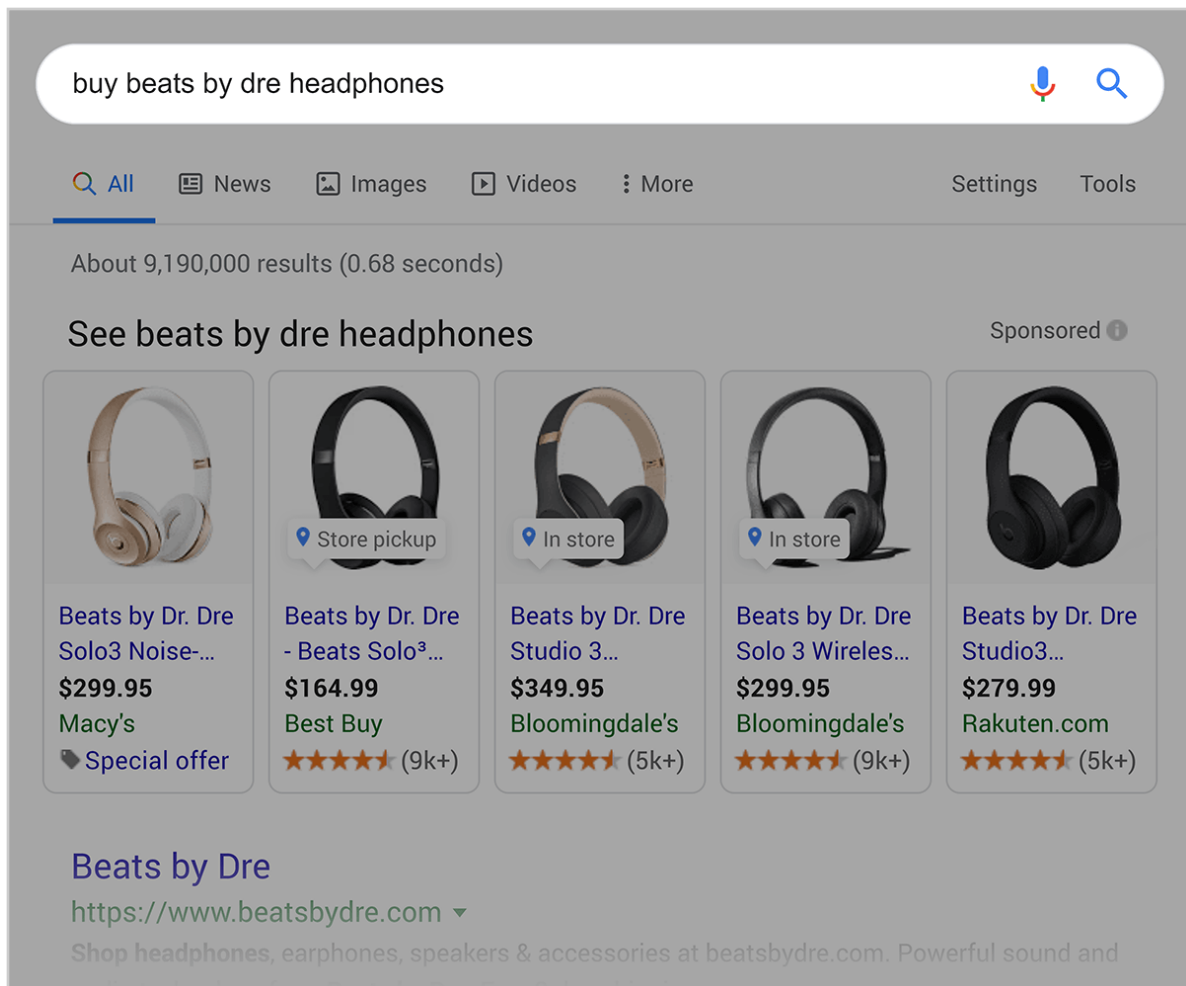 buy beats by dre headphones
All News Images Videos More Settings Tools
About 9,190,000 results (0.68 seconds)
See beats by dre headphones
Sponsored
Store pickup
In store
In store
Beats by Dr. Dre
Solo3 Noise-...
$299.95
Macy's
Special offer
Beats by Dr. Dre
- Beats Solo³...
$164.99
Best Buy
(9k+)
Beats by Dr. Dre
Studio 3...
$349.95
Bloomingdale's
(5k+)
Beats by Dr. Dre
Solo 3 Wireles...
$299.95
Bloomingdale's
(9k+)
Beats by Dr. Dre
Studio3...
$279.99
Rakuten.com
(5k+)
Beats by Dre
https://www.beatsbydre.com
Shop headphones, earphones, speakers & accessories at beatsbydre.com. Powerful sound and